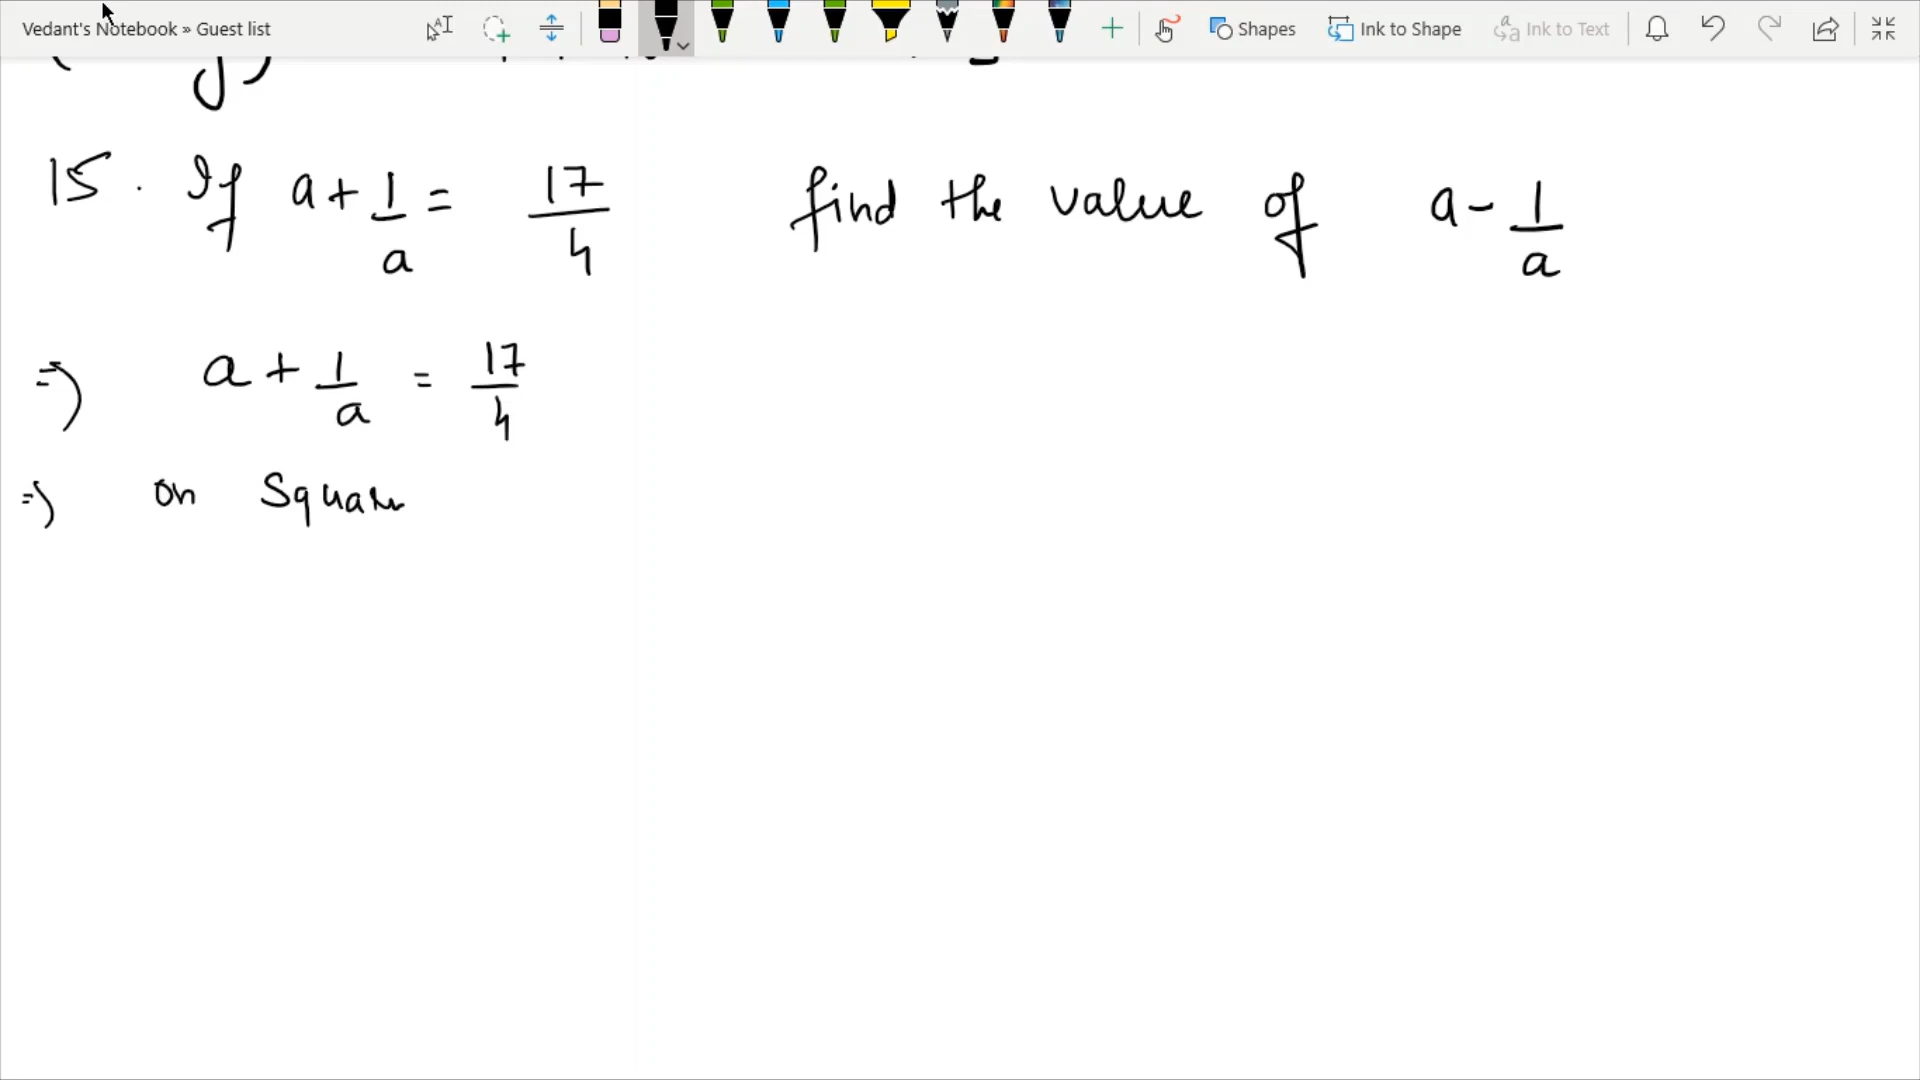 Vedant's Notebook » Guest list
Shapes
Ink to Shape
Ink to Text
15. If a + 1/a = 17/4 find the value of a - 1/a
=) a + 1/a = 17/4
=) on Square